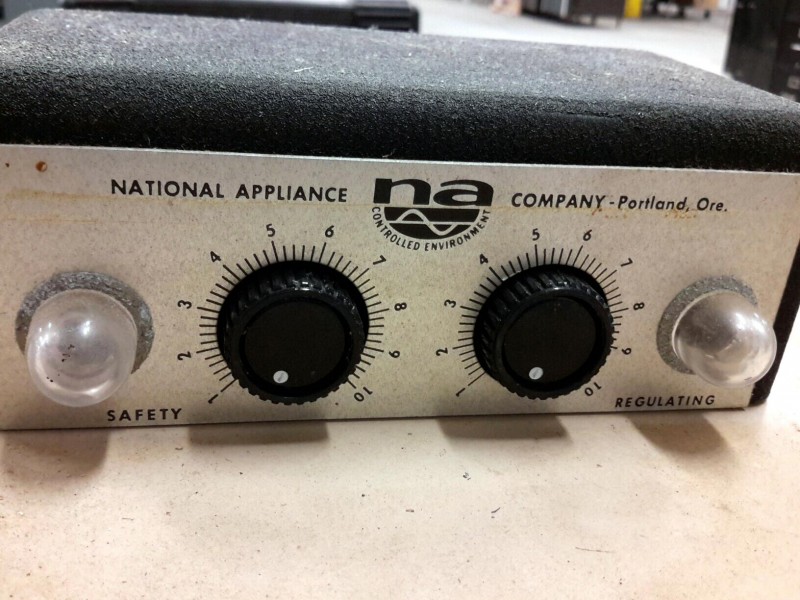 NATIONAL APPLIANCE na COMPANY - Portland, Ore.
CONTROLLED ENVIRONMENT
1 2 3 4 5 6 7 8 9 10
1 2 3 4 5 6 7 8 9 10
SAFETY
REGULATING